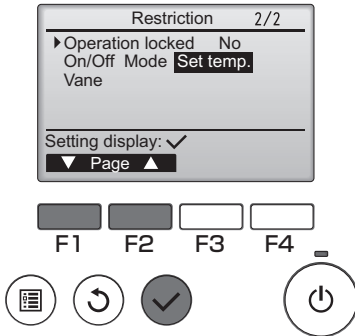 Restriction 2/2
Operation locked No
On/Off Mode Set temp.
Vane
Setting display:
Page
F1 F2 F3 F4